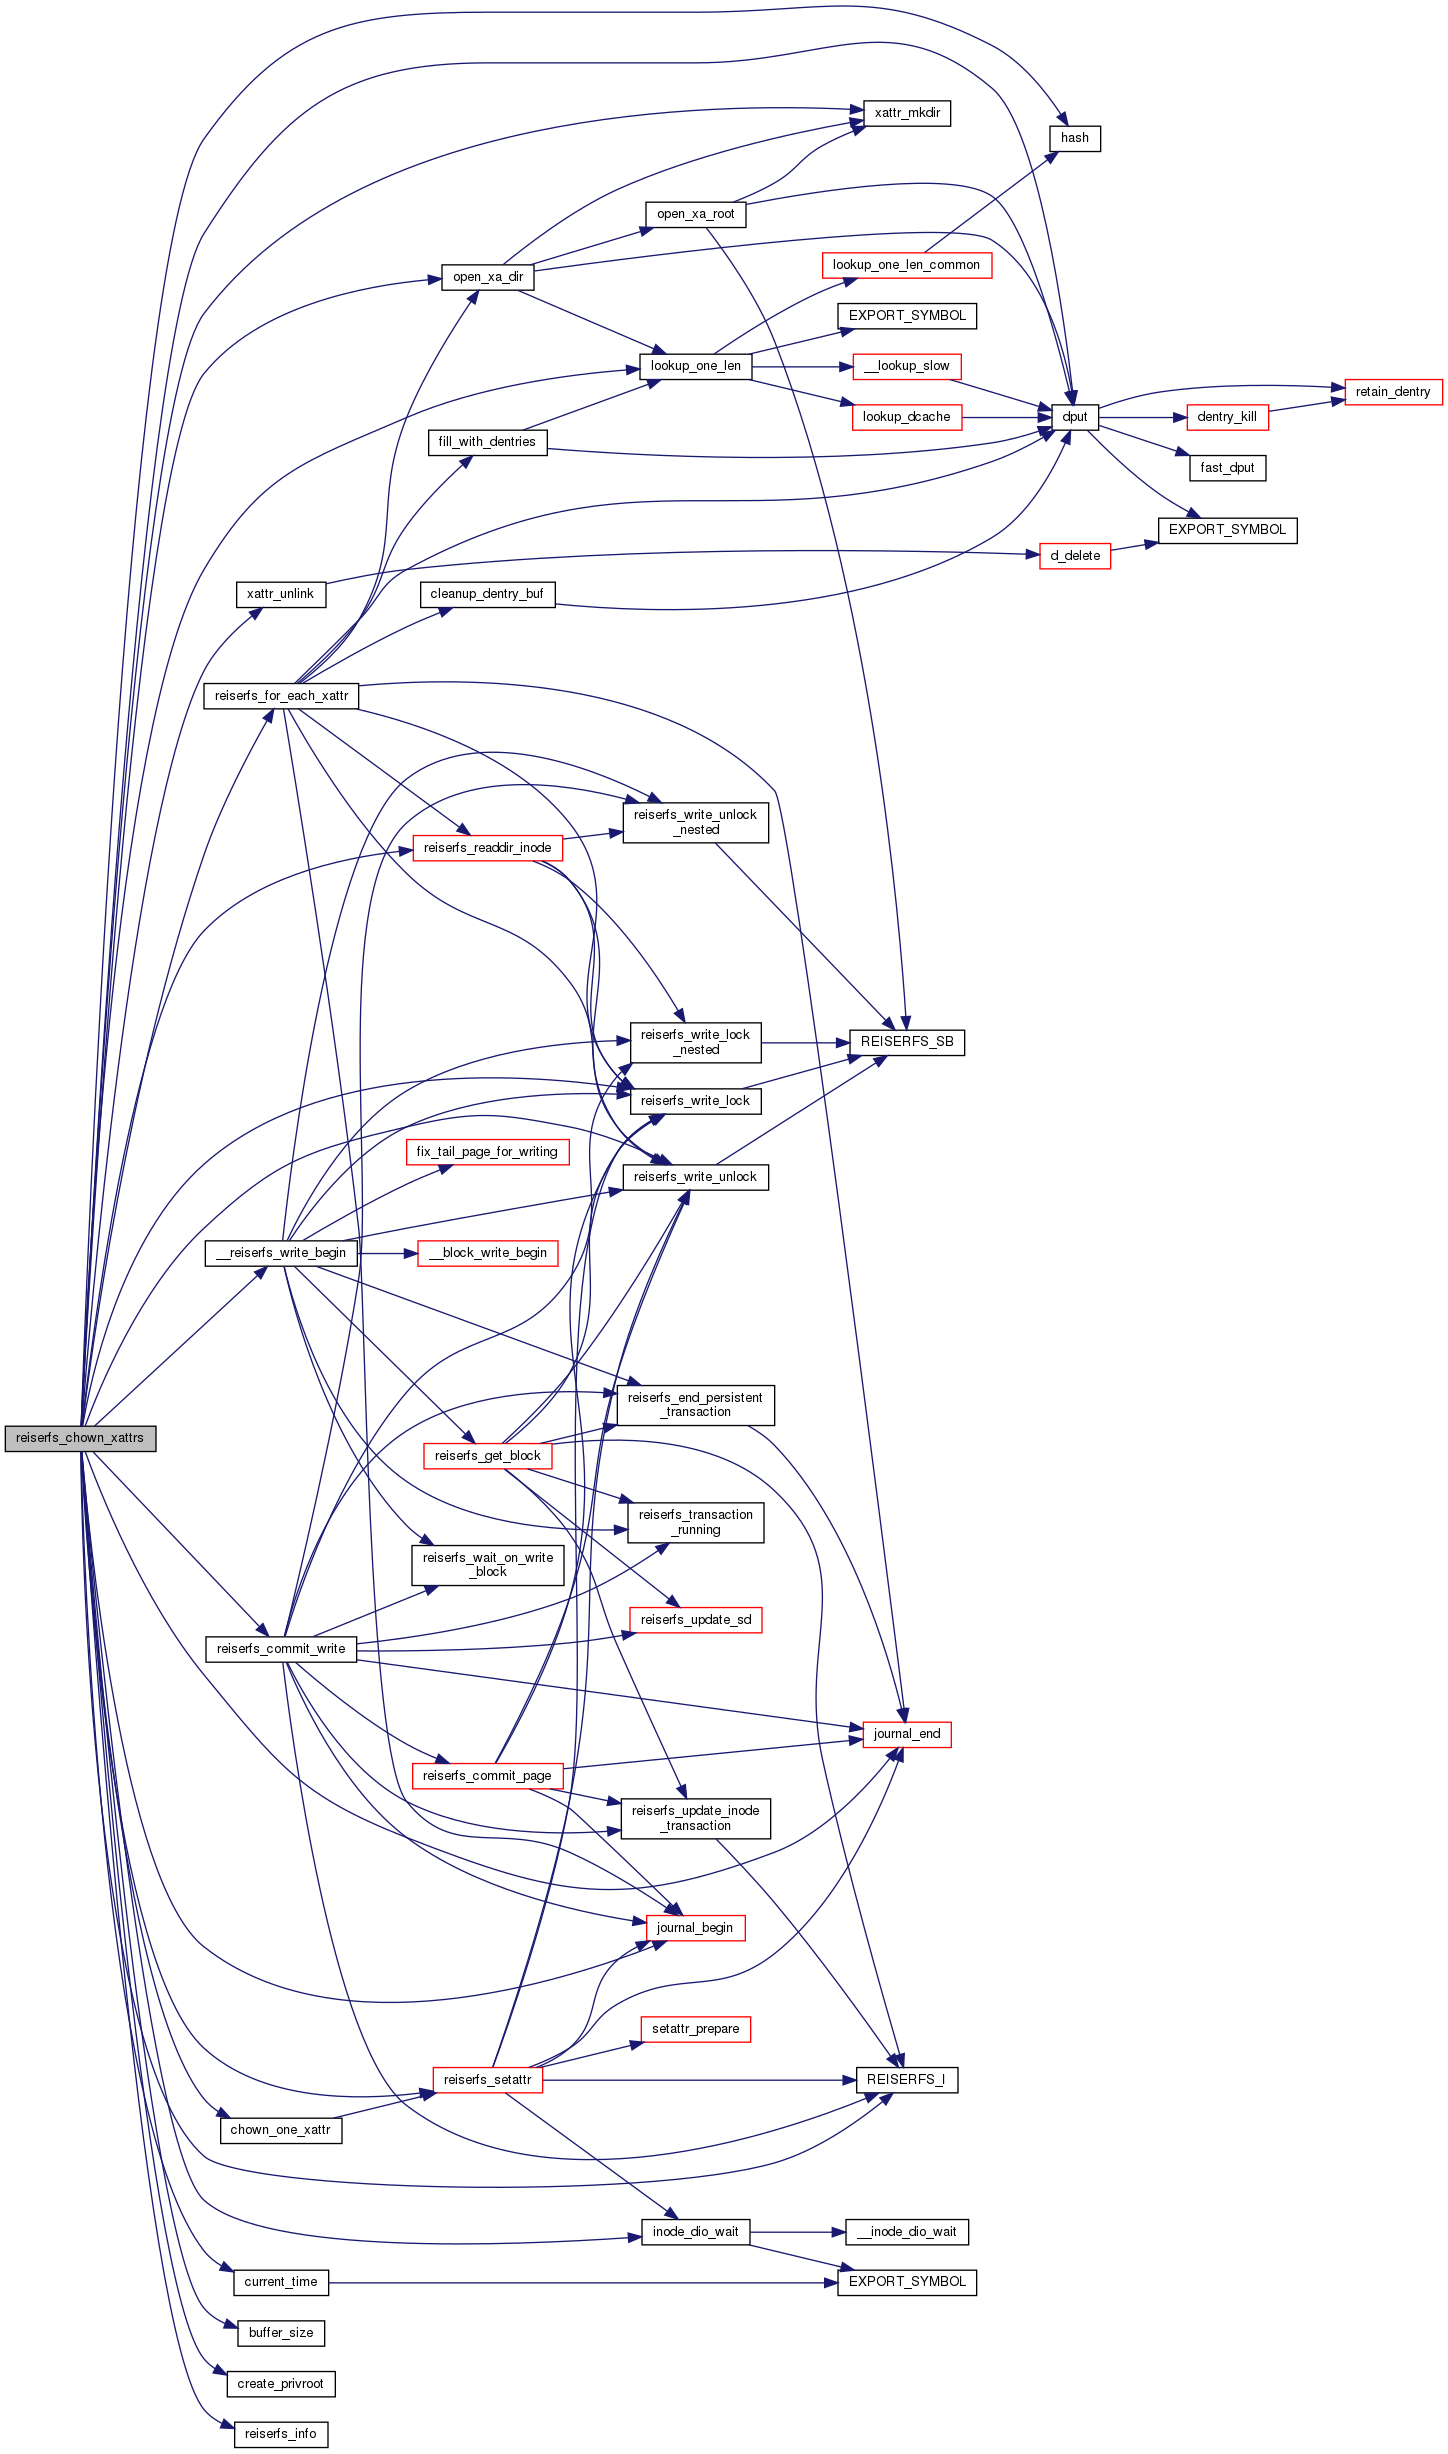 xattr_mkdir
hash
open_xa_root
lookup_one_len_common
open_xa_dir
EXPORT_SYMBOL
lookup_one_len
__lookup_slow
retain_dentry
lookup_dcache
dput
dentry_kill
fill_with_dentries
fast_dput
EXPORT_SYMBOL
d_delete
xattr_unlink
cleanup_dentry_buf
reiserfs_for_each_xattr
reiserfs_write_unlock
_nested
reiserfs_readdir_inode
reiserfs_write_lock
_nested
REISERFS_SB
reiserfs_write_lock
fix_tail_page_for_writing
reiserfs_write_unlock
__reiserfs_write_begin
__block_write_begin
reiserfs_end_persistent
_transaction
reiserfs_chown_xattrs
reiserfs_get_block
reiserfs_transaction
_running
reiserfs_wait_on_write
_block
reiserfs_update_sd
reiserfs_commit_write
journal_end
reiserfs_commit_page
reiserfs_update_inode
_transaction
journal_begin
setattr_prepare
reiserfs_setattr
REISERFS_I
chown_one_xattr
inode_dio_wait
__inode_dio_wait
current_time
EXPORT_SYMBOL
buffer_size
create_privroot
reiserfs_info